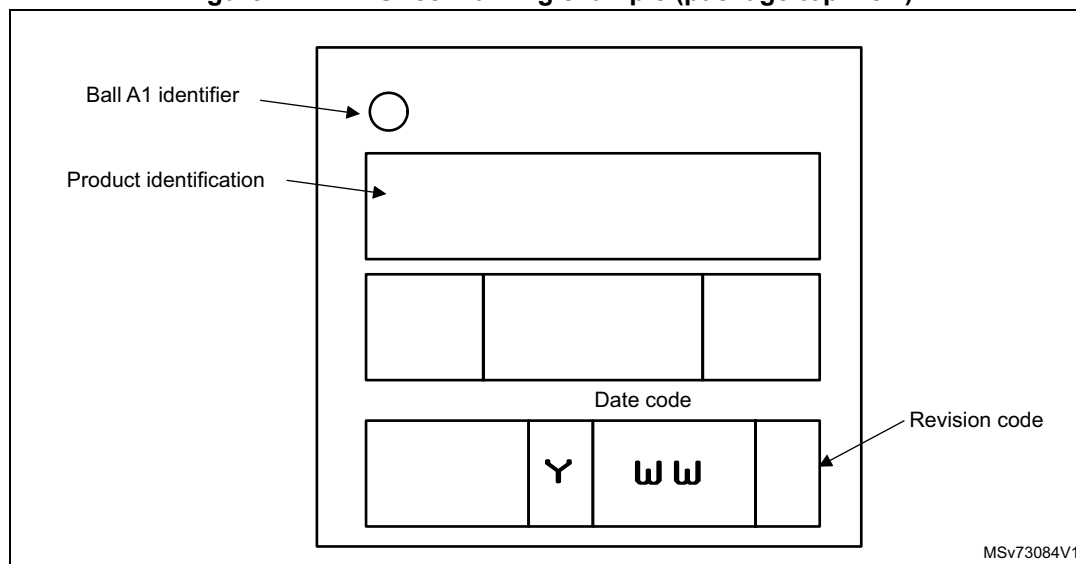 Ball A1 identifier
Product identification
Date code
Y WW
Revision code
MSv73084V1